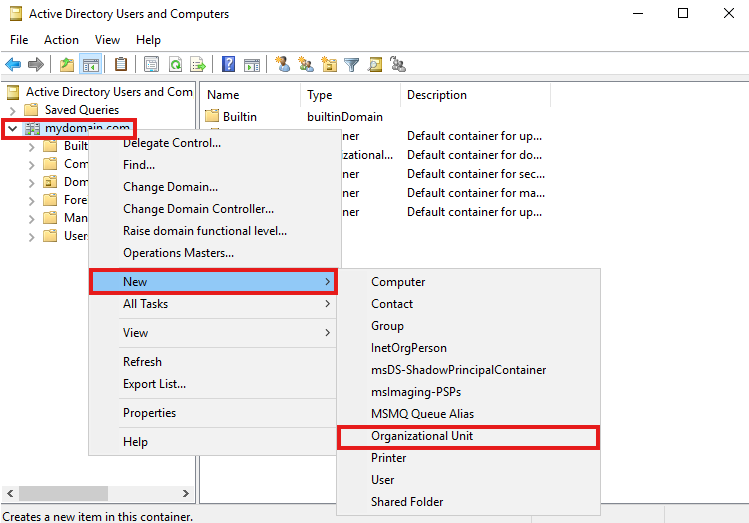 Active Directory Users and Computers
File Action View Help
Active Directory Users and Com
Saved Queries
mydomain.com
Built
Com
Dom
Fore
Man
Users
Name Type Description
Builtin builtinDomain
ner Default container for up...
zational... Default container for do...
ner Default container for sec...
ner Default container for ma...
ner Default container for up...
Delegate Control...
Find...
Change Domain...
Change Domain Controller...
Raise domain functional level...
Operations Masters...
New
All Tasks
View
Refresh
Export List...
Properties
Help
Computer
Contact
Group
InetOrgPerson
msDS-ShadowPrincipalContainer
msImaging-PSPs
MSMQ Queue Alias
Organizational Unit
Printer
User
Shared Folder
Creates a new item in this container.